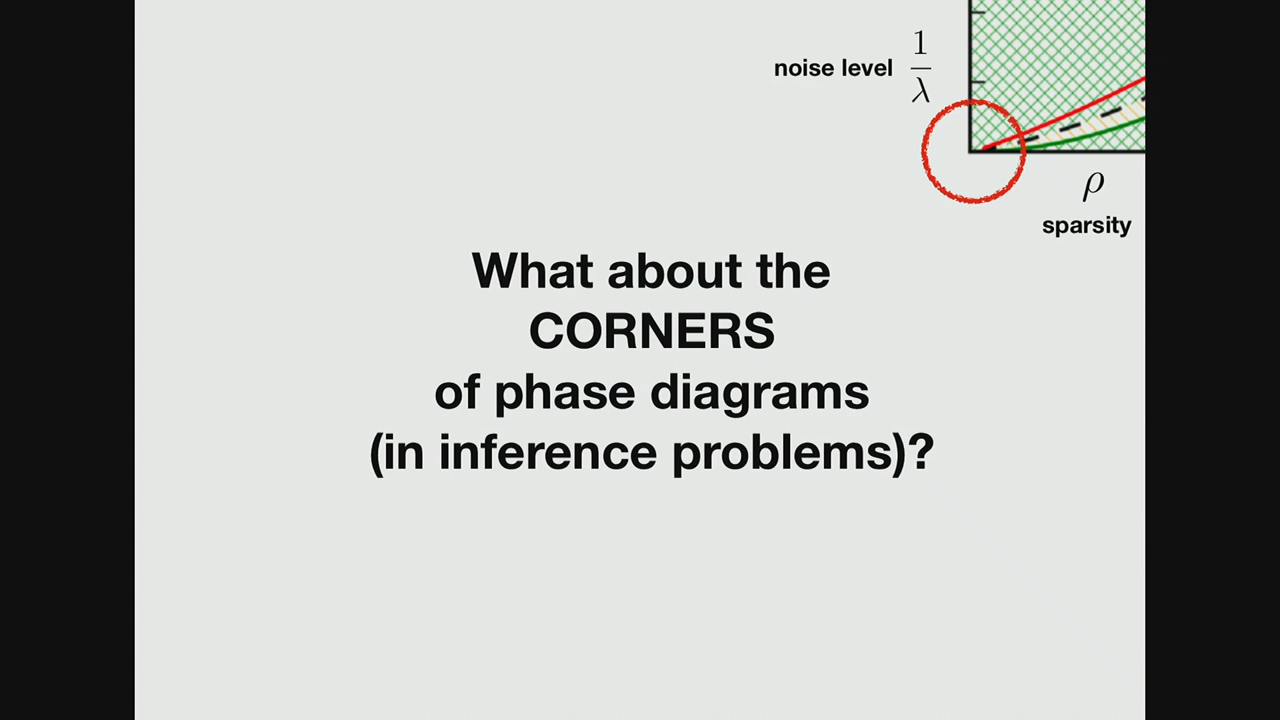 noise level 1/λ
ρ
sparsity
What about the
CORNERS
of phase diagrams
(in inference problems)?